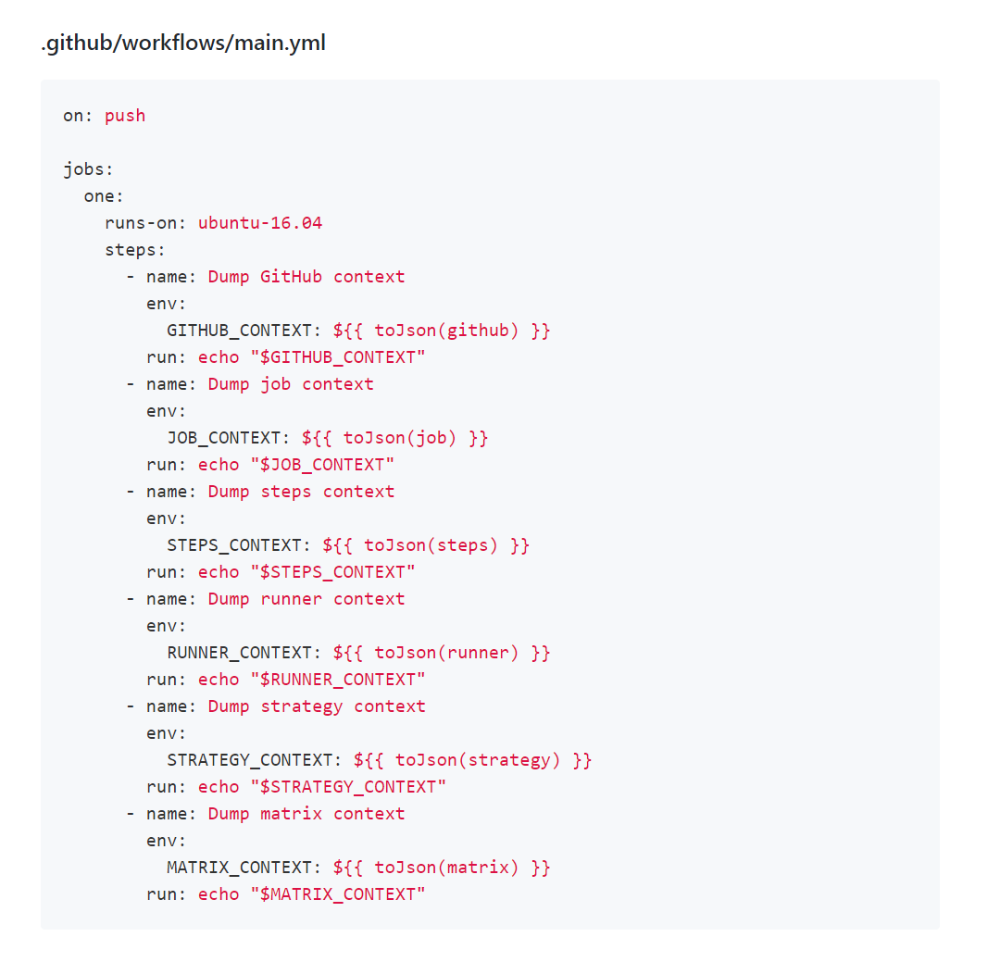 .github/workflows/main.yml
on: push
jobs:
  one:
    runs-on: ubuntu-16.04
    steps:
      - name: Dump GitHub context
        env:
          GITHUB_CONTEXT: ${{ toJson(github) }}
        run: echo "$GITHUB_CONTEXT"
      - name: Dump job context
        env:
          JOB_CONTEXT: ${{ toJson(job) }}
        run: echo "$JOB_CONTEXT"
      - name: Dump steps context
        env:
          STEPS_CONTEXT: ${{ toJson(steps) }}
        run: echo "$STEPS_CONTEXT"
      - name: Dump runner context
        env:
          RUNNER_CONTEXT: ${{ toJson(runner) }}
        run: echo "$RUNNER_CONTEXT"
      - name: Dump strategy context
        env:
          STRATEGY_CONTEXT: ${{ toJson(strategy) }}
        run: echo "$STRATEGY_CONTEXT"
      - name: Dump matrix context
        env:
          MATRIX_CONTEXT: ${{ toJson(matrix) }}
        run: echo "$MATRIX_CONTEXT"